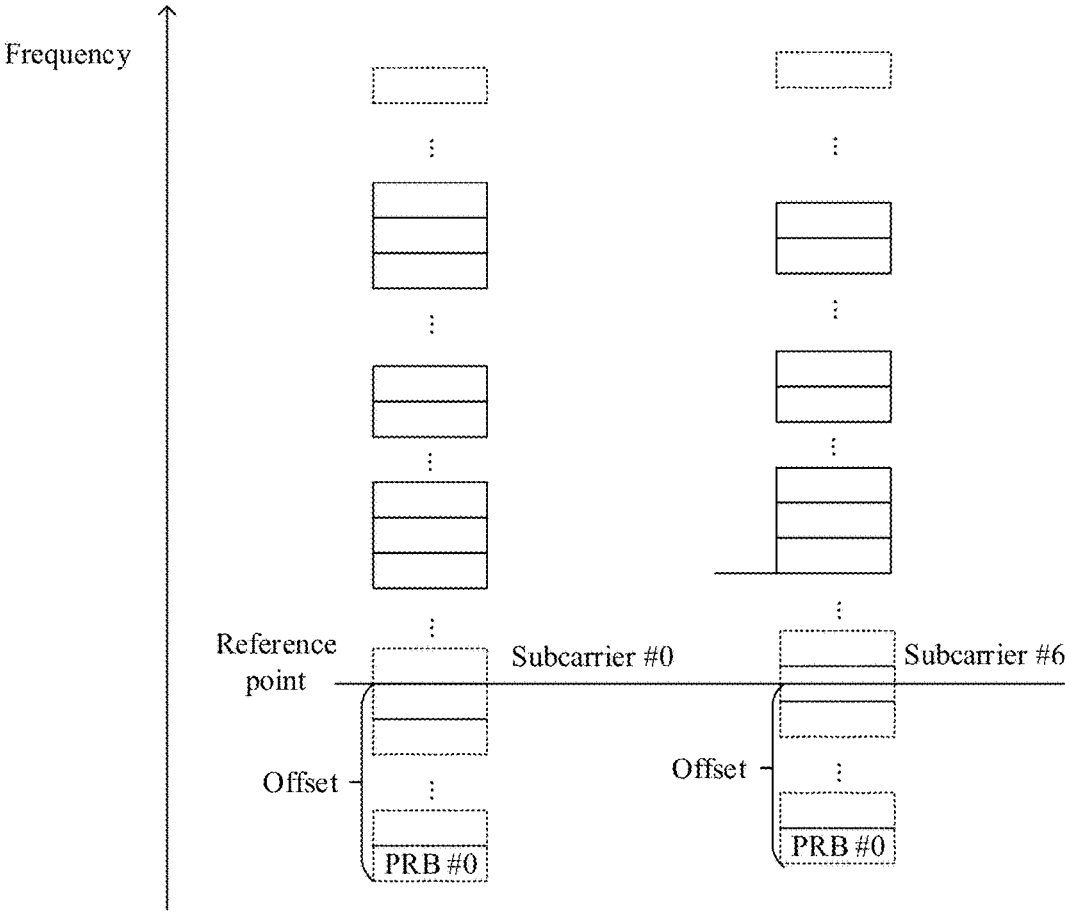 Frequency
Reference
point
Subcarrier #0
Subcarrier #6
Offset
Offset
PRB #0
PRB #0